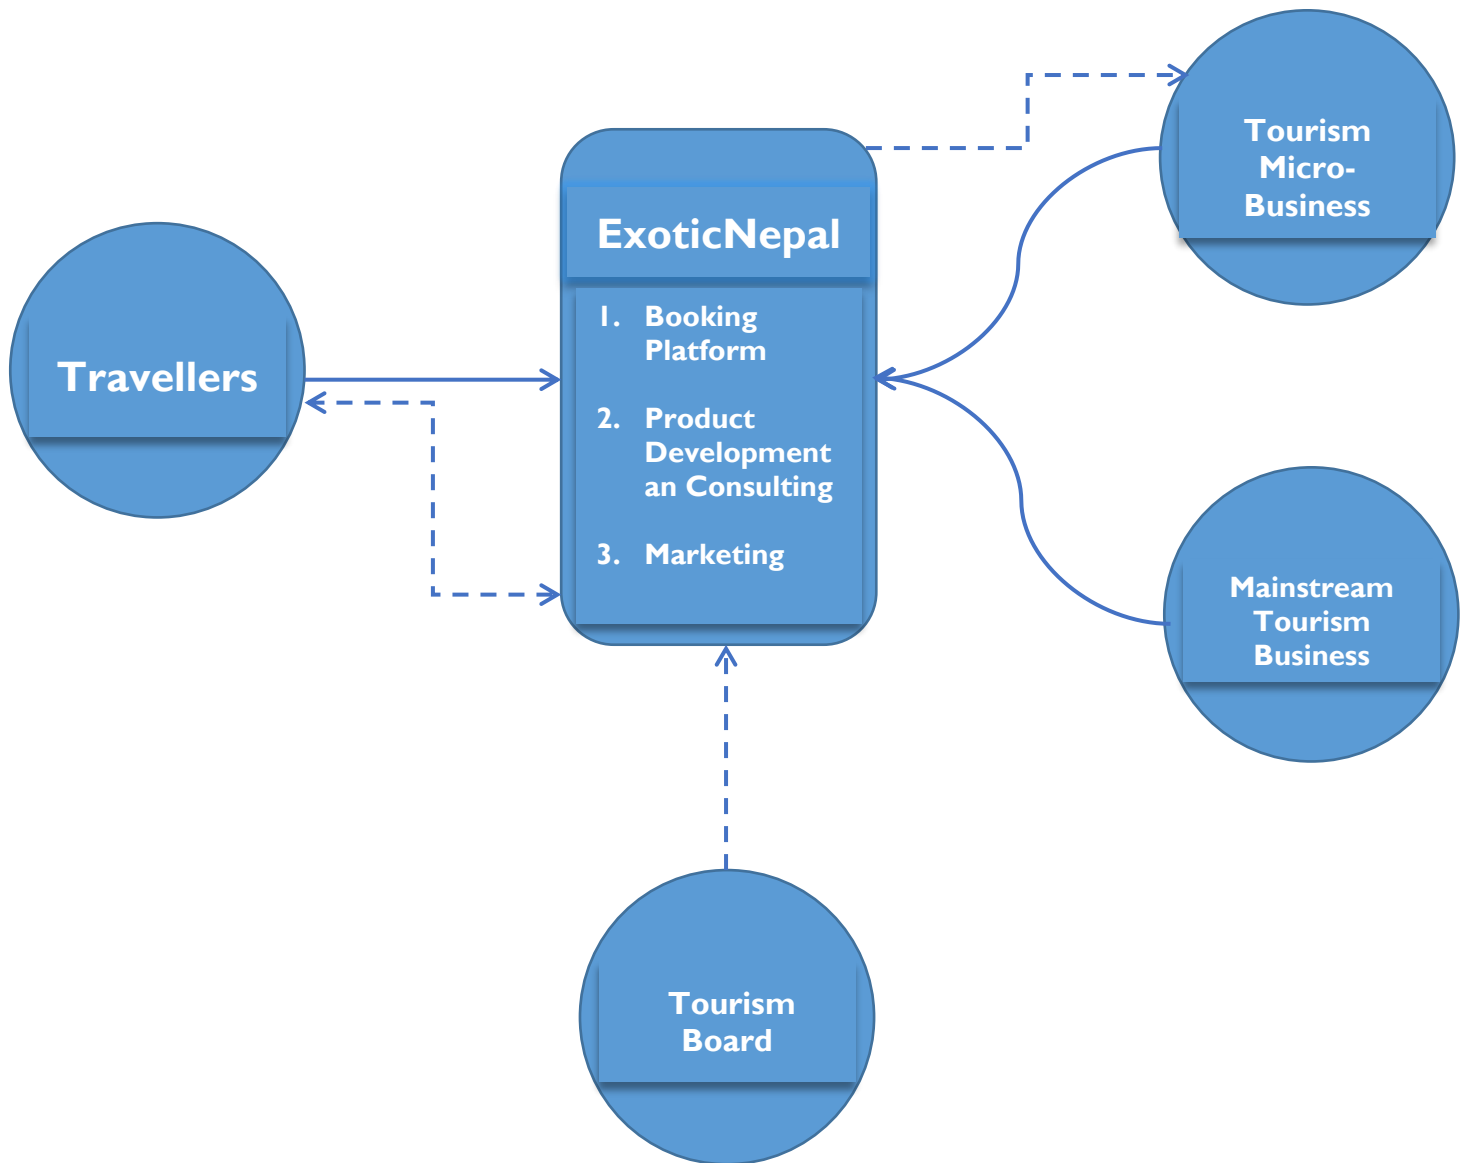 Travellers
ExoticNepal
1. Booking
Platform
2. Product
Development
an Consulting
3. Marketing
Tourism
Micro-
Business
Mainstream
Tourism
Business
Tourism
Board